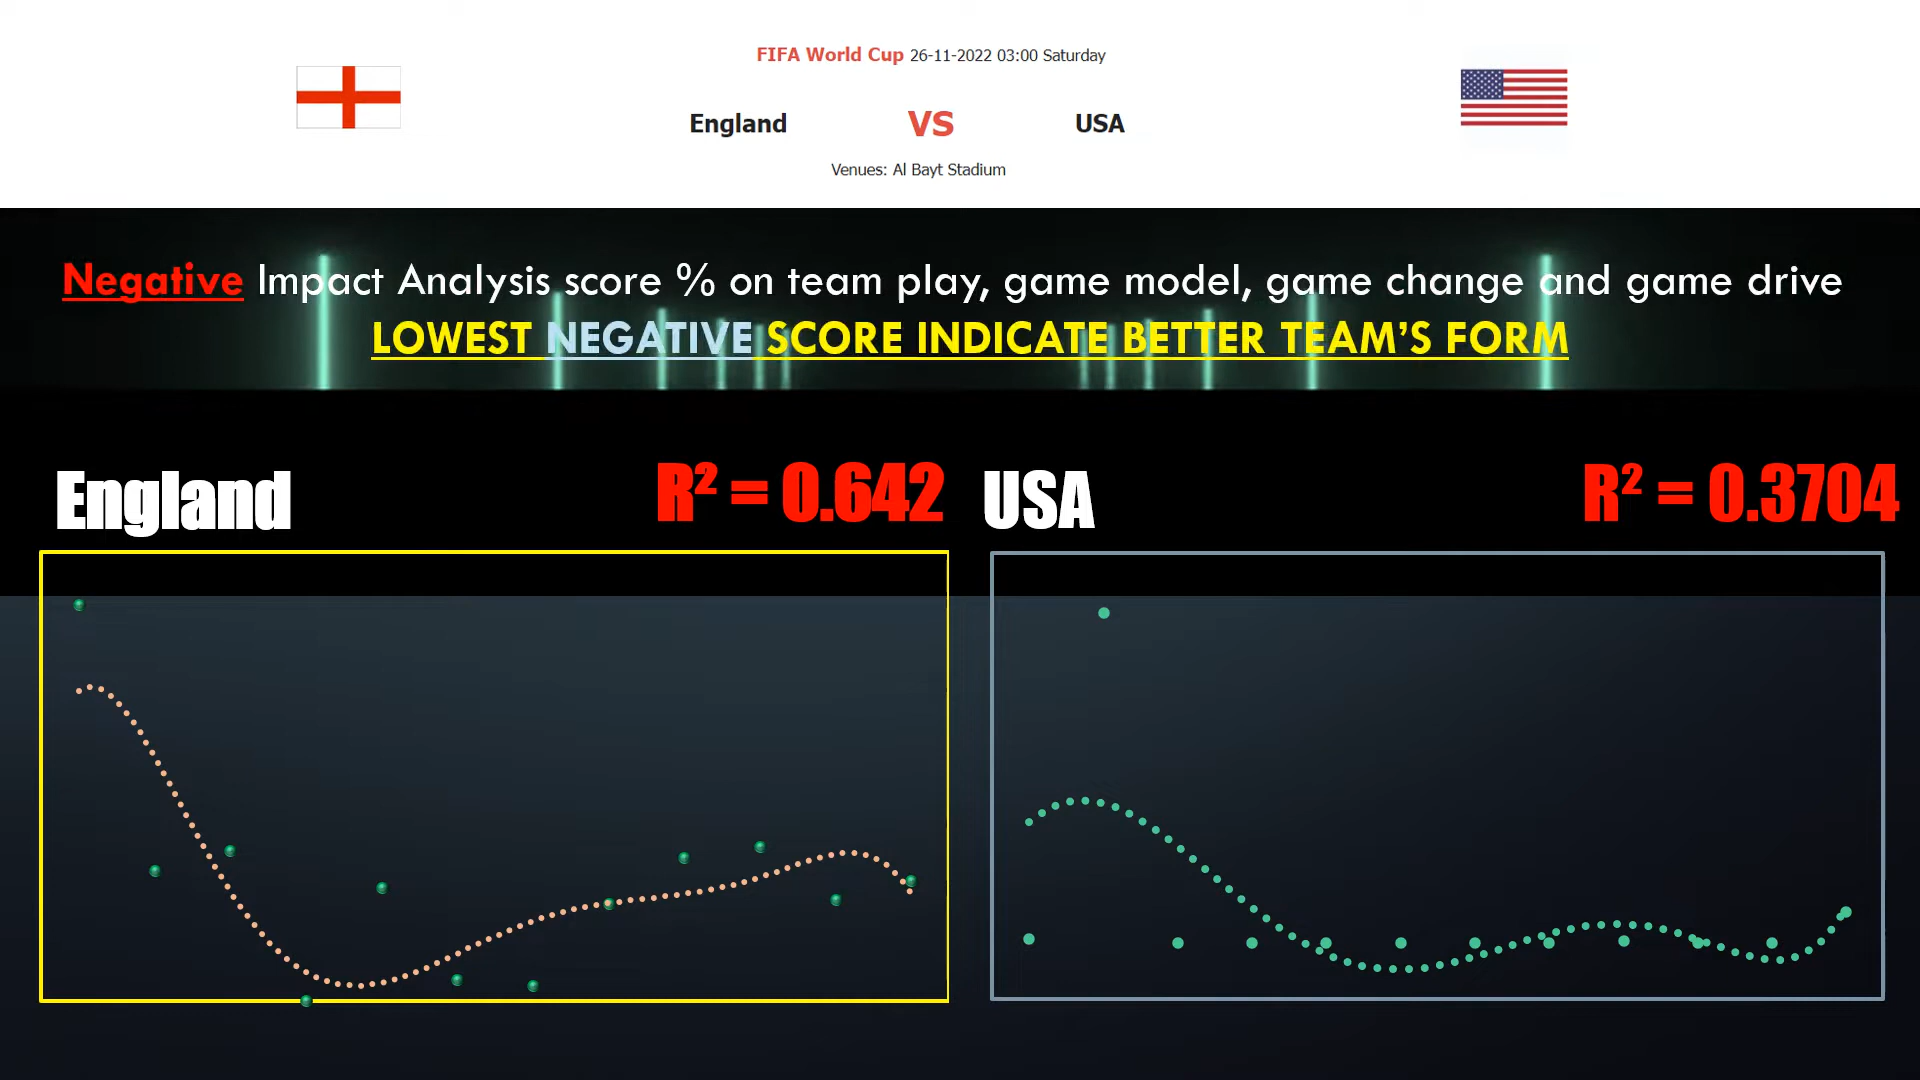 FIFA World Cup 26-11-2022 03:00 Saturday
England VS USA
Venues: Al Bayt Stadium
Negative Impact Analysis score % on team play, game model, game change and game drive
LOWEST NEGATIVE SCORE INDICATE BETTER TEAM’S FORM
England R² = 0.642 USA R² = 0.3704